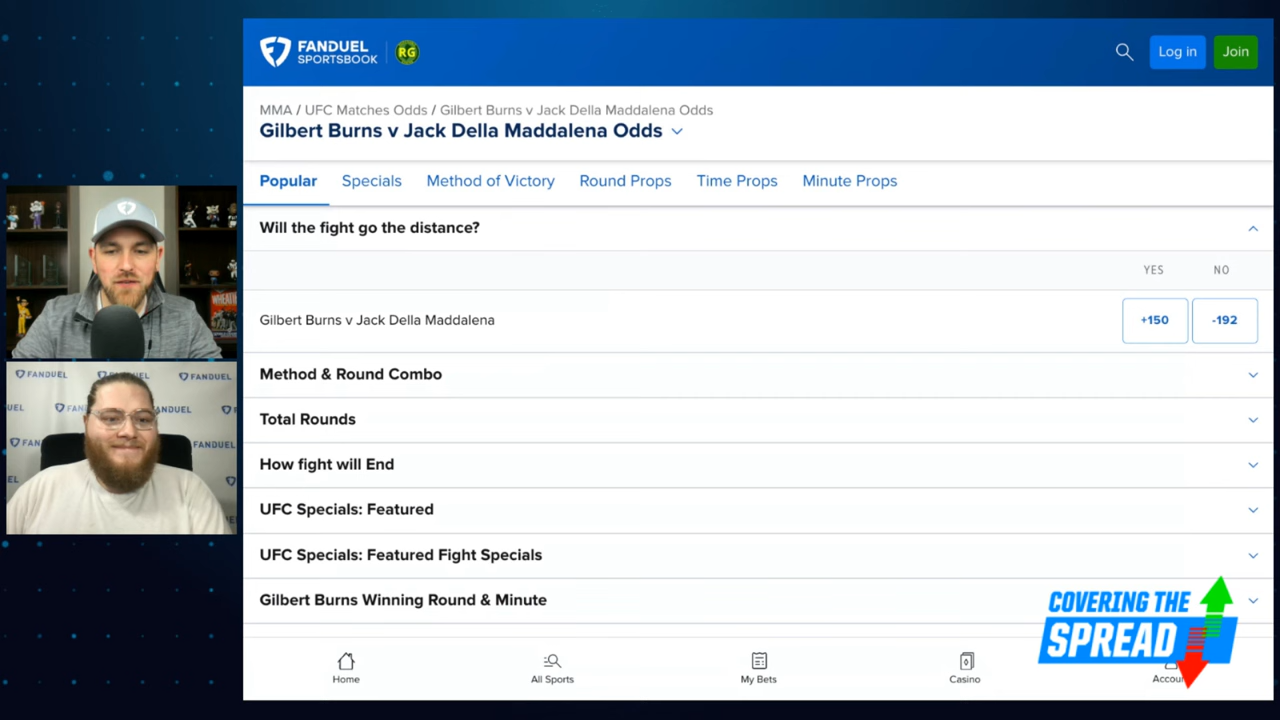 FANDUEL
SPORTSBOOK
RG
Log in
Join
MMA / UFC Matches Odds / Gilbert Burns v Jack Della Maddalena Odds
Gilbert Burns v Jack Della Maddalena Odds
Popular
Specials
Method of Victory
Round Props
Time Props
Minute Props
Will the fight go the distance?
YES
NO
Gilbert Burns v Jack Della Maddalena
+150
-192
Method & Round Combo
Total Rounds
How fight will End
UFC Specials: Featured
UFC Specials: Featured Fight Specials
Gilbert Burns Winning Round & Minute
Home
All Sports
My Bets
Casino
COVERING THE
SPREAD
FANDUEL
FANDUEL